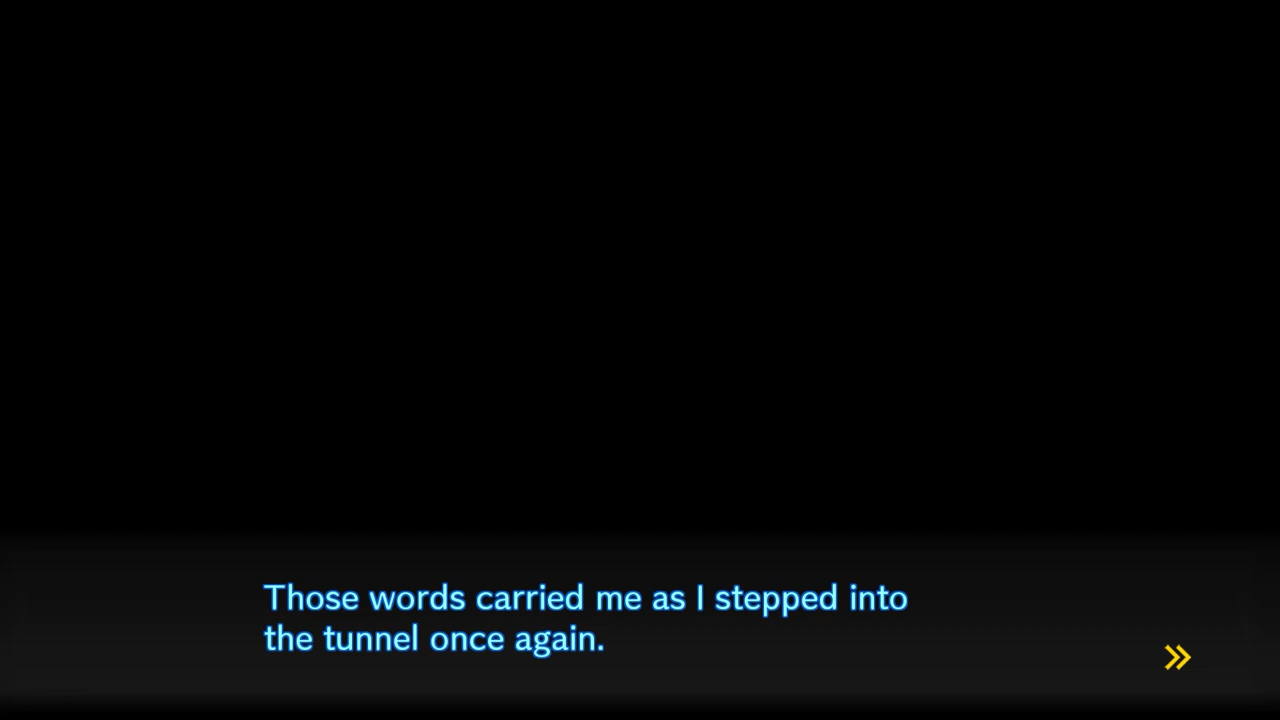 Those words carried me as I stepped into
the tunnel once again.